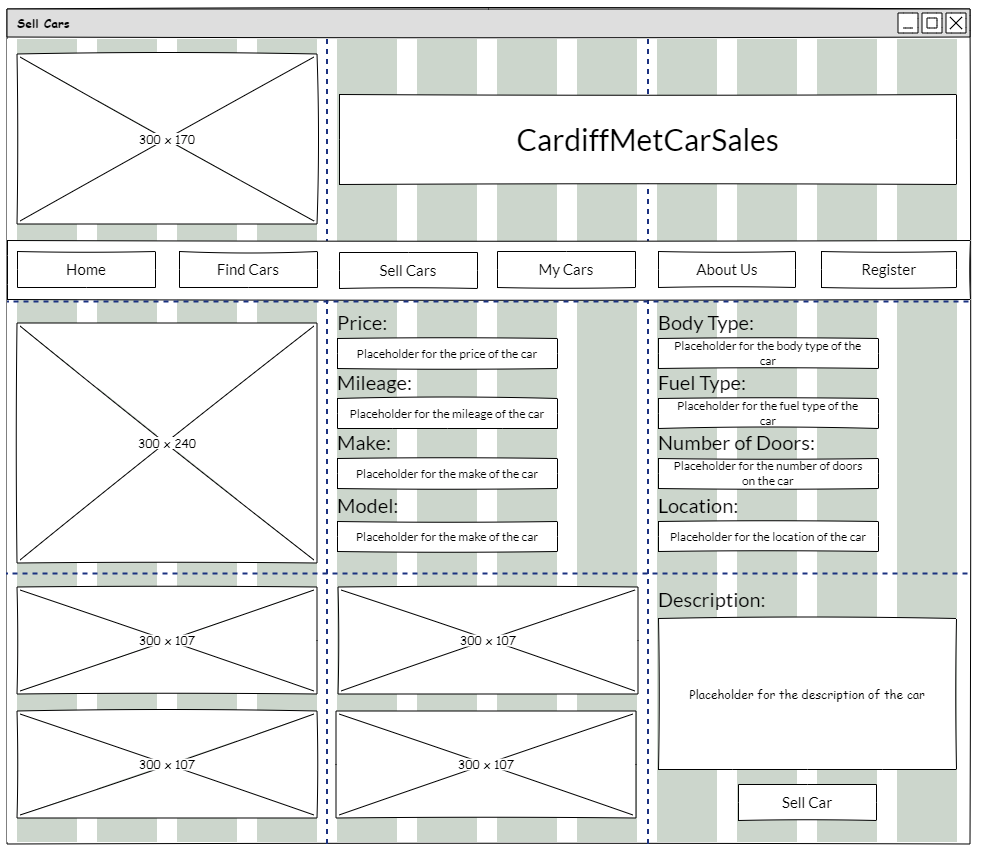 Sell Cars
300 x 170
CardiffMetCarSales
Home
Find Cars
Sell Cars
My Cars
About Us
Register
300 x 240
Price:
Placeholder for the price of the car
Mileage:
Placeholder for the mileage of the car
Make:
Placeholder for the make of the car
Model:
Placeholder for the make of the car
Body Type:
Placeholder for the body type of the
car
Fuel Type:
Placeholder for the fuel type of the
car
Number of Doors:
Placeholder for the number of doors
on the car
Location:
Placeholder for the location of the car
300 x 107
300 x 107
300 x 107
300 x 107
Description:
Placeholder for the description of the car
Sell Car